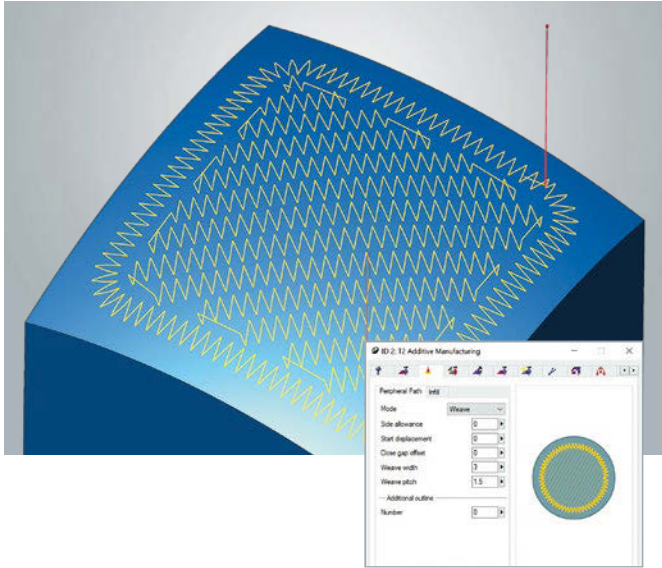 ID 2: T2 Additive Manufacturing
Peripheral Path Infill
Mode Weave
Side allowance 0
Start displacement 0
Close gap offset 0
Weave width 3
Weave pitch 1.5
Additional outline
Number 0